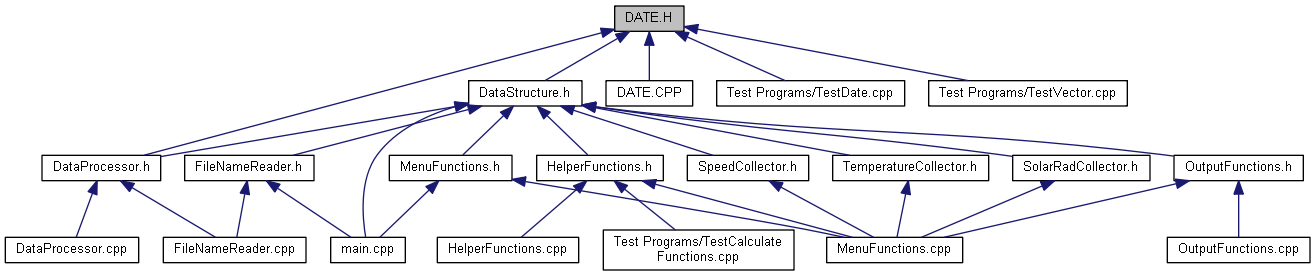 DATE.H
DataStructure.h
DATE.CPP
Test Programs/TestDate.cpp
Test Programs/TestVector.cpp
DataProcessor.h
FileNameReader.h
MenuFunctions.h
HelperFunctions.h
SpeedCollector.h
TemperatureCollector.h
SolarRadCollector.h
OutputFunctions.h
DataProcessor.cpp
FileNameReader.cpp
main.cpp
HelperFunctions.cpp
Test Programs/TestCalculate
Functions.cpp
MenuFunctions.cpp
OutputFunctions.cpp